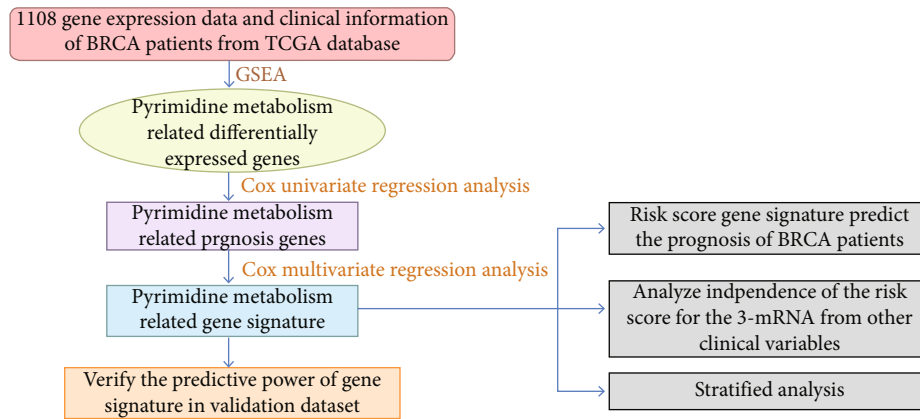 1108 gene expression data and clinical information
of BRCA patients from TCGA database
GSEA
Pyrimidine metabolism
related differentially
expressed genes
Cox univariate regression analysis
Pyrimidine metabolism
related prgnosis genes
Cox multivariate regression analysis
Pyrimidine metabolism
related gene signature
Verify the predictive power of gene
signature in validation dataset
Risk score gene signature predict
the prognosis of BRCA patients
Analyze indpendence of the risk
score for the 3-mRNA from other
clinical variables
Stratified analysis